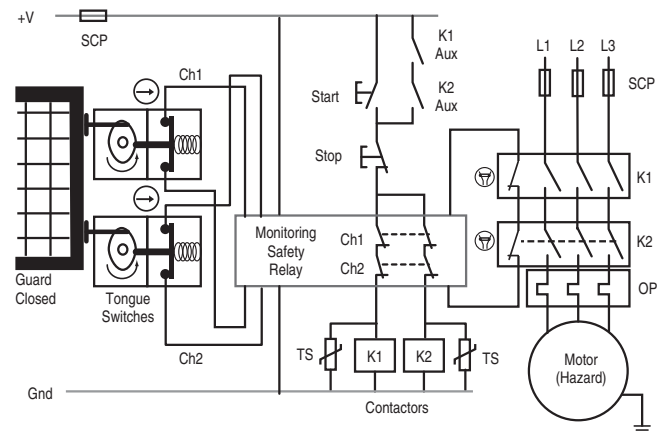 +V
SCP
Ch1
K1
Aux
Start
K2
Aux
Stop
L1
L2
L3
SCP
K1
K2
OP
Guard
Closed
Tongue
Switches
Monitoring
Safety
Relay
Ch1
Ch2
Ch2
TS
K1
K2
TS
Motor
(Hazard)
Gnd
Contactors